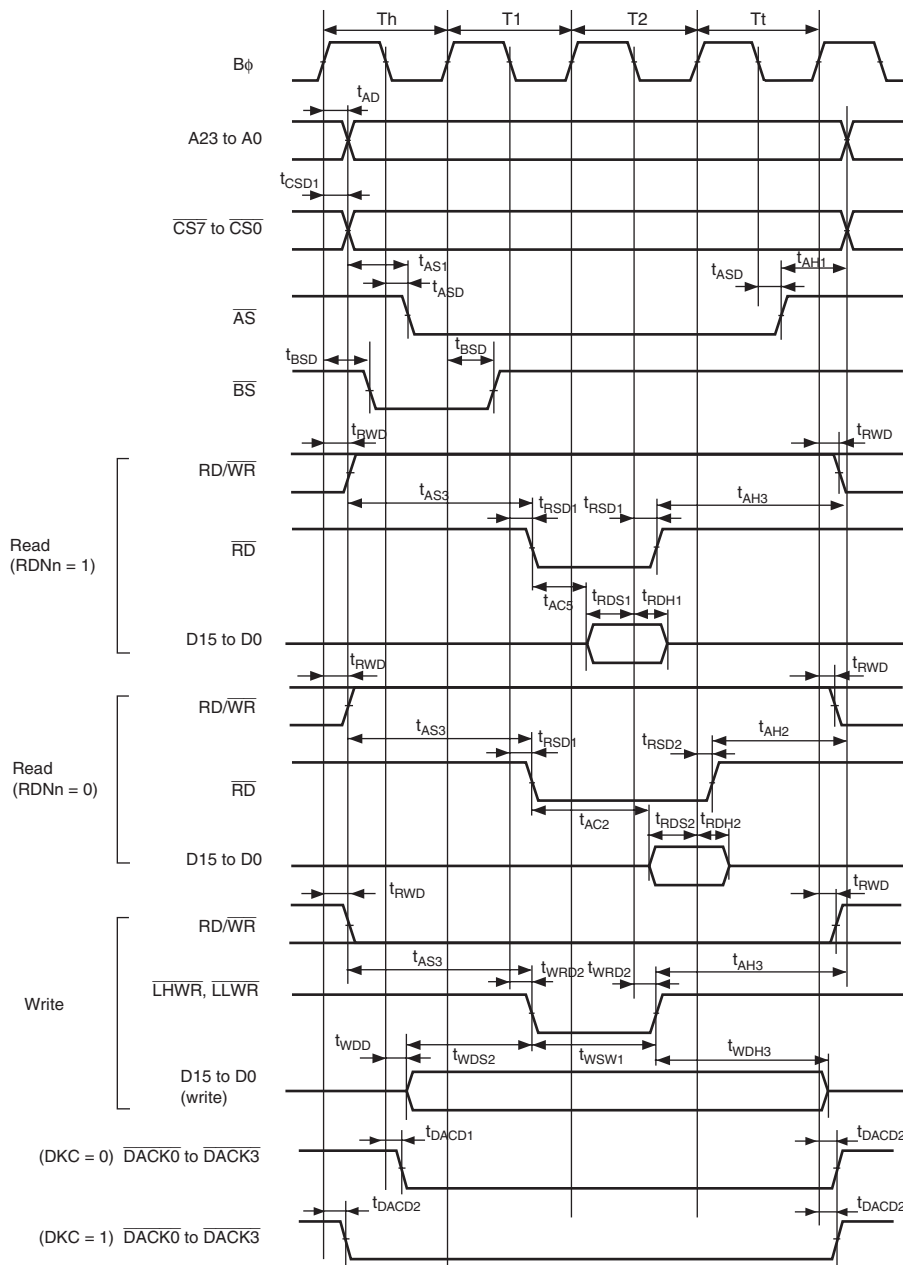 Th T1 T2 Tt
Bϕ
tAD
A23 to A0
tCSD1
CS7 to CS0
tAS1 tAH1
tASD tASD
AS
tBSD tBSD
BS
tRWD tRWD
RD/WR
tAS3 tRSD1 tRSD1 tAH3
Read
(RDNn = 1)
RD
tAC5 tRDS1 tRDH1
D15 to D0
tRWD tRWD
RD/WR
tAS3 tRSD1 tRSD2 tAH2
Read
(RDNn = 0)
RD
tAC2 tRDS2 tRDH2
D15 to D0
tRWD tRWD
RD/WR
tAS3 tWRD2 tWRD2 tAH3
Write
LHWR, LLWR
tWDD tWDS2 tWSW1 tWDH3
D15 to D0
(write)
tDACD1 tDACD2
(DKC = 0) DACK0 to DACK3
tDACD2 tDACD2
(DKC = 1) DACK0 to DACK3